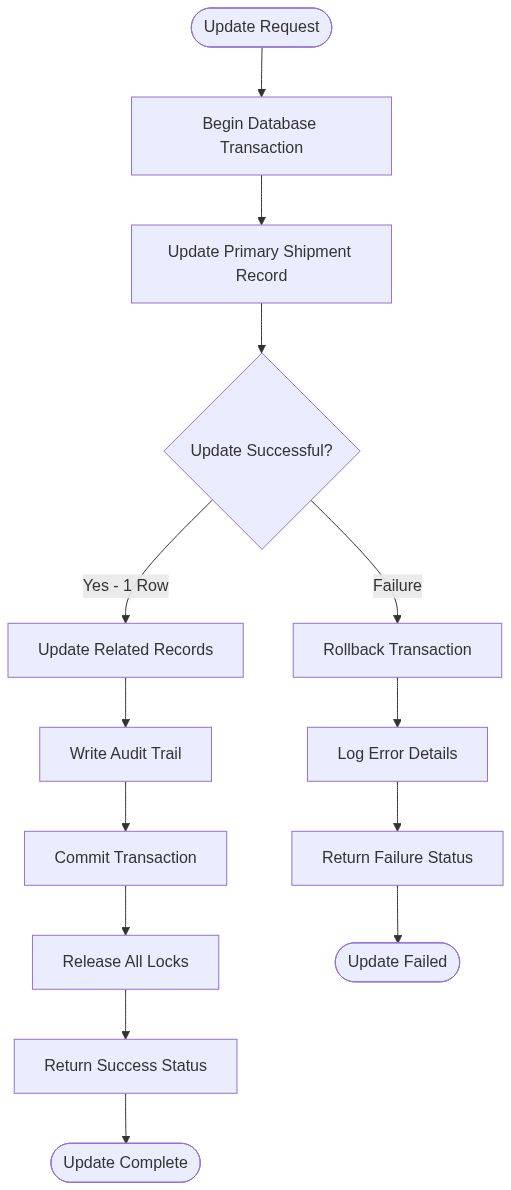 Update Request
Begin Database
Transaction
Update Primary Shipment
Record
Update Successful?
Yes - 1 Row
Failure
Update Related Records
Rollback Transaction
Write Audit Trail
Log Error Details
Commit Transaction
Return Failure Status
Release All Locks
Update Failed
Return Success Status
Update Complete